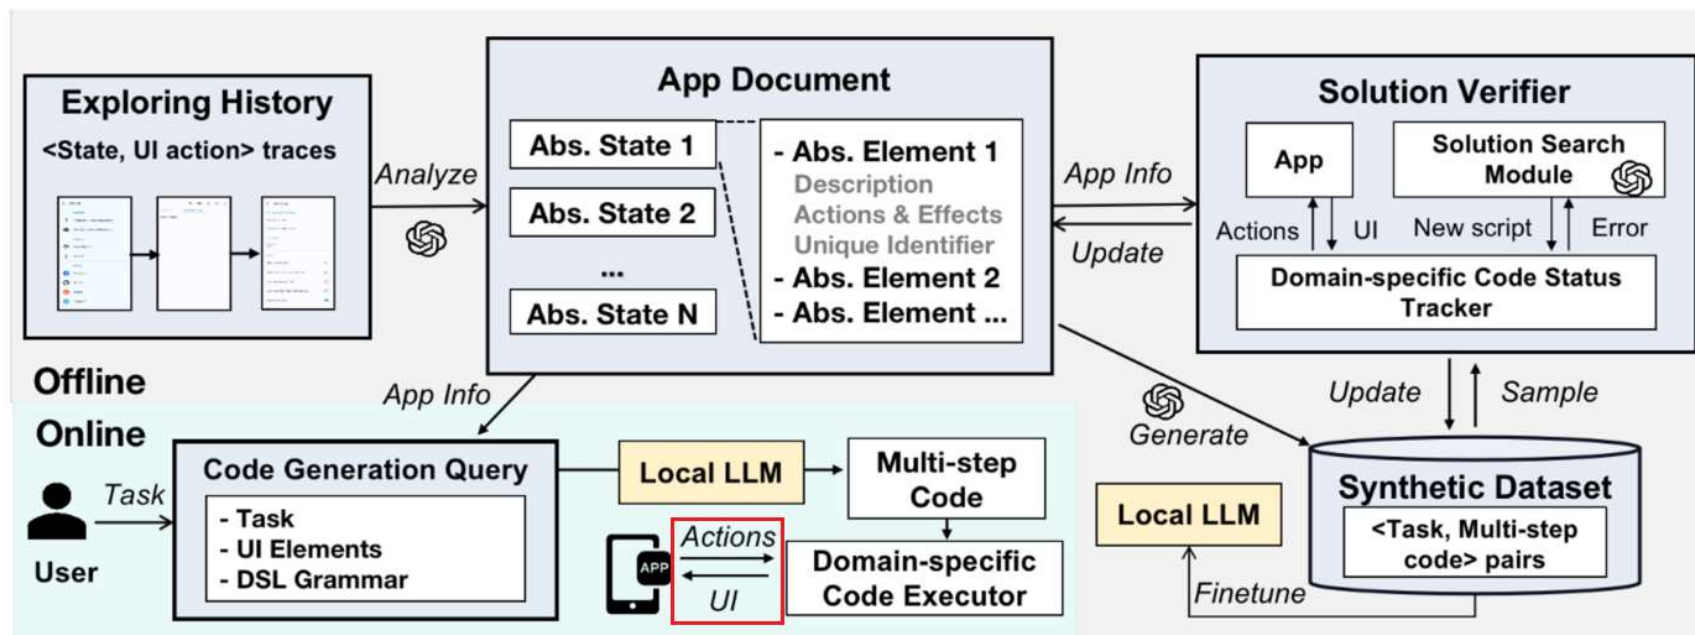 Exploring History
<State, UI action> traces
Analyze
App Document
Abs. State 1
Abs. State 2
...
Abs. State N
- Abs. Element 1
Description
Actions & Effects
Unique Identifier
- Abs. Element 2
- Abs. Element ...
App Info
Update
Solution Verifier
App
Solution Search
Module
Actions
UI
New script
Error
Domain-specific Code Status
Tracker
Offline
App Info
Generate
Update
Sample
Online
User
Task
Code Generation Query
- Task
- UI Elements
- DSL Grammar
Local LLM
Multi-step
Code
APP
Actions
UI
Domain-specific
Code Executor
Local LLM
Finetune
Synthetic Dataset
<Task, Multi-step
code> pairs